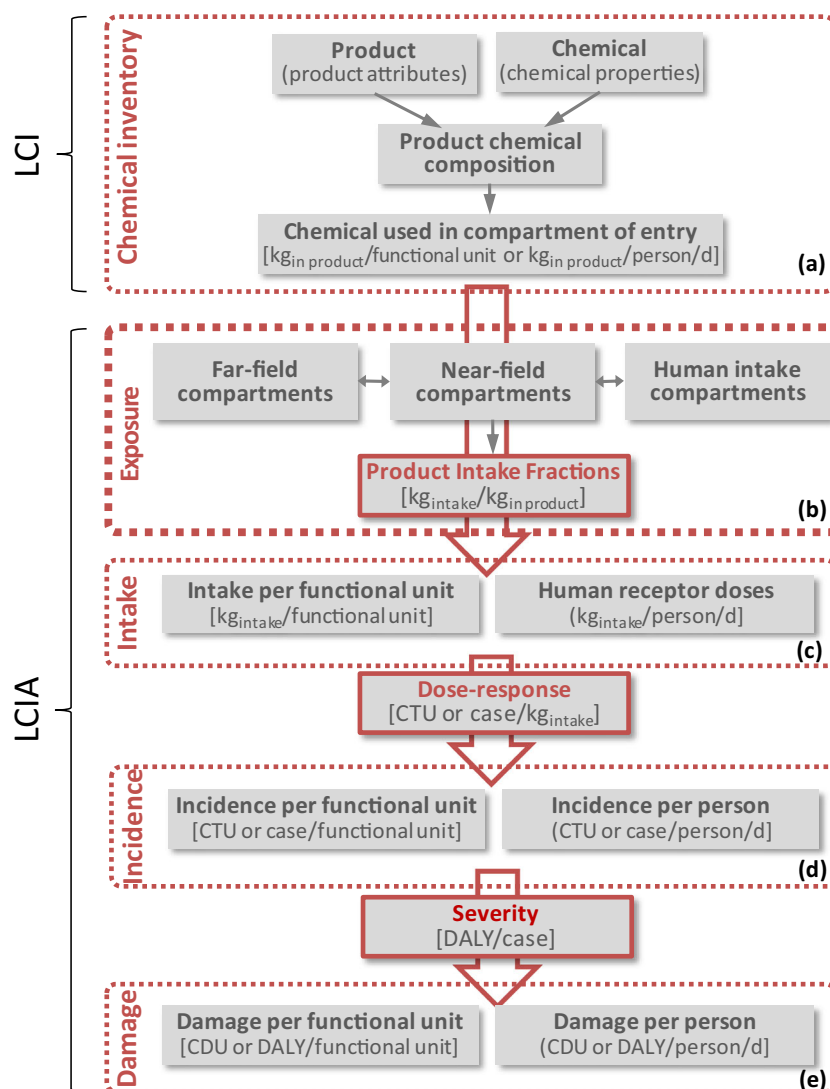 LCI
Chemical inventory
Product
(product attributes)
Chemical
(chemical properties)
Product chemical
composition
Chemical used in compartment of entry
[kgin product/functional unit or kgin product/person/d]
(a)
LCIA
Exposure
Far-field
compartments
Near-field
compartments
Human intake
compartments
Product Intake Fractions
[kgintake/kgin product]
(b)
Intake
Intake per functional unit
[kgintake/functional unit]
Human receptor doses
(kgintake/person/d]
(c)
Dose-response
[CTU or case/kgintake]
Incidence
Incidence per functional unit
[CTU or case/functional unit]
Incidence per person
(CTU or case/person/d]
(d)
Severity
[DALY/case]
Damage
Damage per functional unit
[CDU or DALY/functional unit]
Damage per person
(CDU or DALY/person/d]
(e)